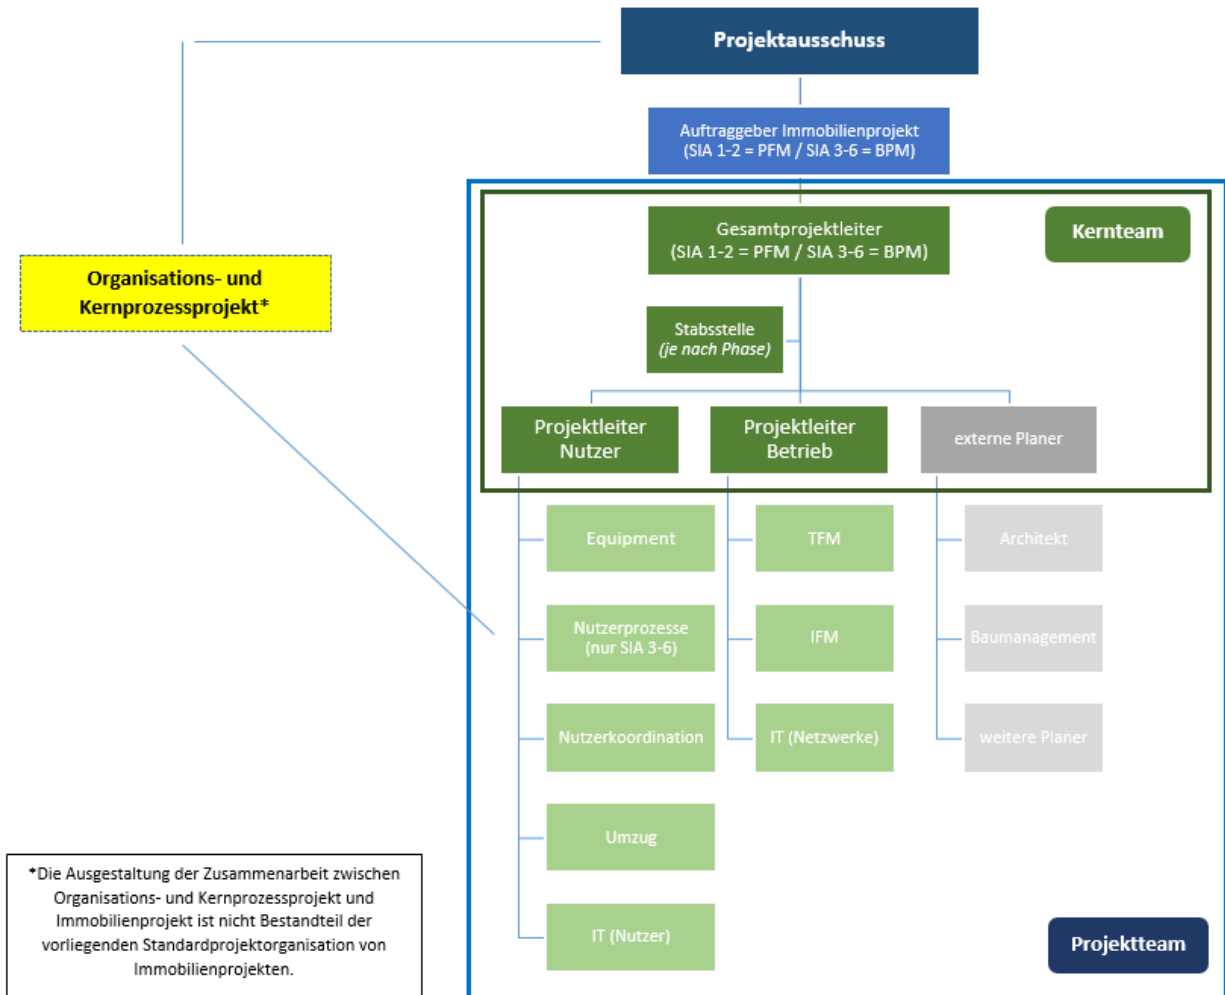 Projektausschuss
Auftraggeber Immobilienprojekt
(SIA 1-2 = PFM / SIA 3-6 = BPM)
Gesamtprojektleiter
(SIA 1-2 = PFM / SIA 3-6 = BPM)
Kernteam
Organisations- und
Kernprozessprojekt*
Stabsstelle
(je nach Phase)
Projektleiter
Nutzer
Projektleiter
Betrieb
externe Planer
Equipment
TFM
Architekt
Nutzerprozesse
(nur SIA 3-6)
IFM
Baumanagement
Nutzerkoordination
IT (Netzwerke)
weitere Planer
Umzug
IT (Nutzer)
*Die Ausgestaltung der Zusammenarbeit zwischen
Organisations- und Kernprozessprojekt und
Immobilienprojekt ist nicht Bestandteil der
vorliegenden Standardprojektorganisation von
Immobilienprojekten.
Projektteam